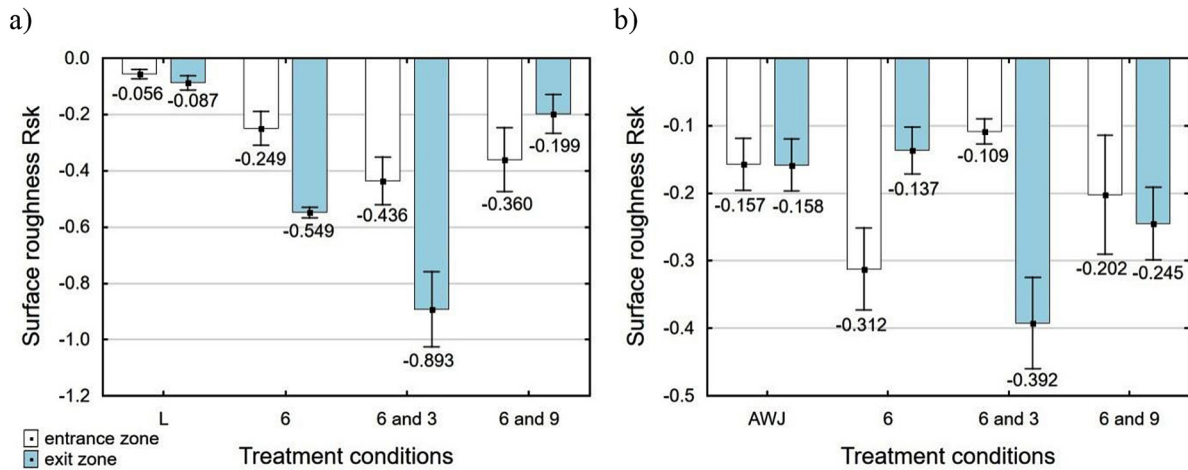 a)
Surface roughness Rsk
0.0
-0.2
-0.4
-0.6
-0.8
-1.0
-1.2
-0.056
-0.087
-0.249
-0.549
-0.436
-0.893
-0.360
-0.199
L
6
6 and 3
6 and 9
Treatment conditions
entrance zone
exit zone
b)
Surface roughness Rsk
0.0
-0.1
-0.2
-0.3
-0.4
-0.5
-0.157
-0.158
-0.312
-0.137
-0.109
-0.392
-0.202
-0.245
AWJ
6
6 and 3
6 and 9
Treatment conditions